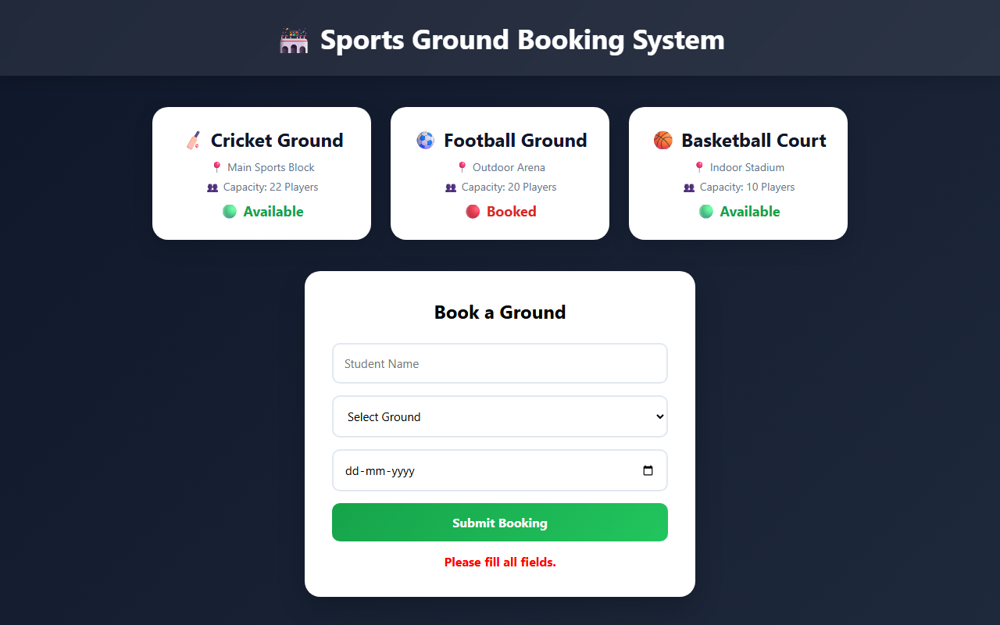 Sports Ground Booking System
Cricket Ground
Main Sports Block
Capacity: 22 Players
Available
Football Ground
Outdoor Arena
Capacity: 20 Players
Booked
Basketball Court
Indoor Stadium
Capacity: 10 Players
Available
Book a Ground
Student Name
Select Ground
dd-mm-yyyy
Submit Booking
Please fill all fields.